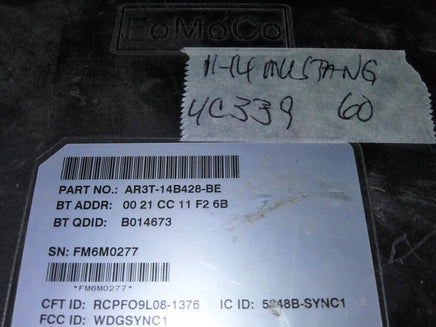 FoMoCo
11-14 MUSTANG
4C339 60
PART NO.: AR3T-14B428-BE
BT ADDR: 00 21 CC 11 F2 6B
BT QDID: B014673
SN: FM6M0277
*FM6M0277*
CFT ID: RCPFO9L08-1376 IC ID: 5248B-SYNC1
FCC ID: WDGSYNC1